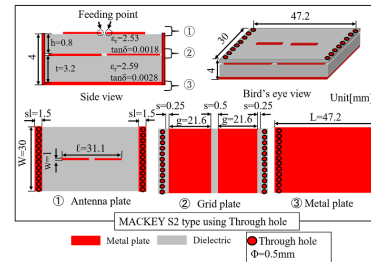 Feeding point
①
h=0.8
εr=2.53
tanδ=0.0018
②
4
t=3.2
εr=2.59
tanδ=0.0028
③
Side view
47.2
30
4
Bird's eye view
Unit[mm]
sl=1.5
sl=1.5
W=30
w=1
ℓ=31.1
① Antenna plate
s=0.25
s=0.5
s=0.25
g=21.6
g=21.6
② Grid plate
L=47.2
③ Metal plate
MACKEY S2 type using Through hole
Metal plate
Dielectric
Through hole
Φ=0.5mm